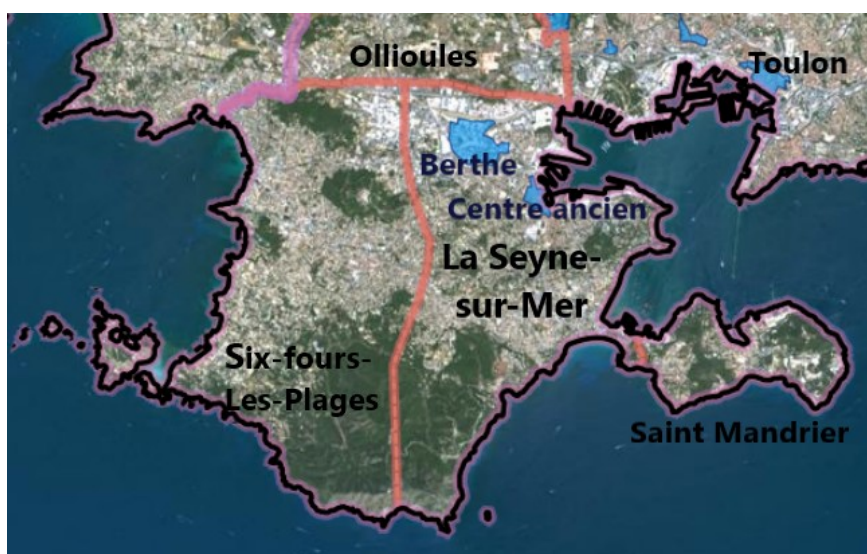 Ollioules
Toulon
Berthe
Centre ancien
La Seyne-
sur-Mer
Six-fours-
Les-Plages
Saint Mandrier